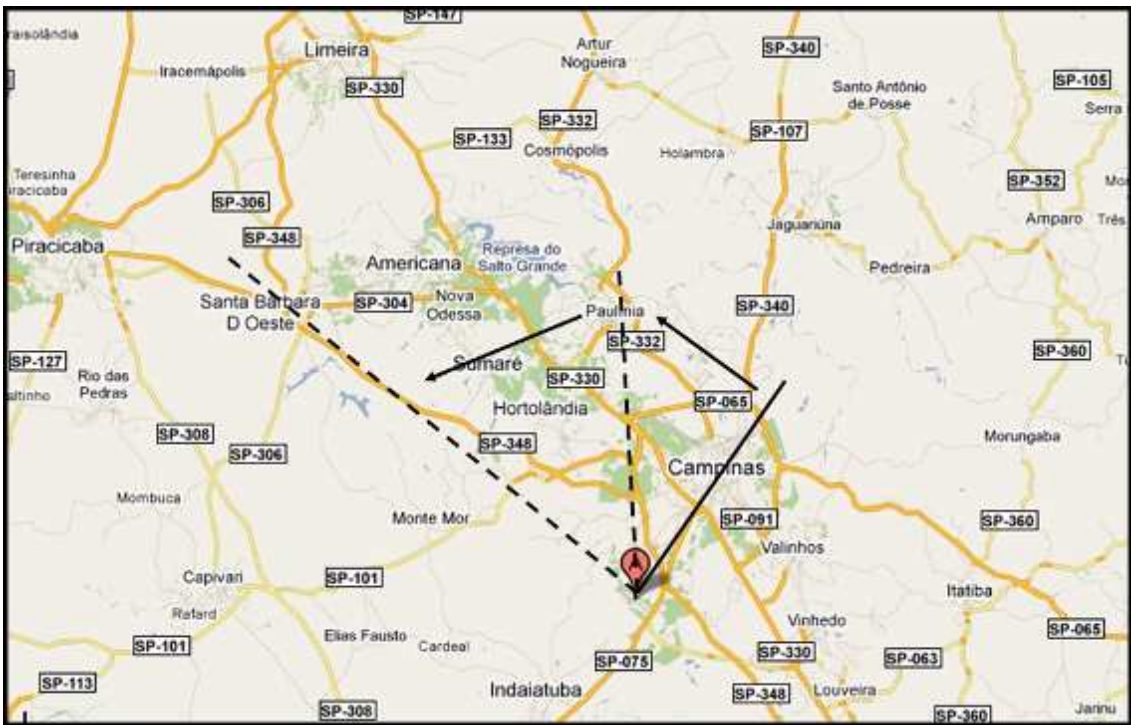 SP-147
raisolândia
Limeira
Artur
Nogueira
SP-340
Iracemápolis
SP-330
Santo Antônio
de Posse
SP-105
Serra
SP-332
SP-133
SP-107
Cosmópolis
Holambra
Teresinha
iracicaba
SP-306
SP-352
Mo
Amparo
Três
Piracicaba
SP-348
Jaguariúna
Represa do
Salto Grande
Americana
Pedreira
Santa Bárbara
D Oeste
SP-304
Nova
Odessa
Paulínia
SP-340
SP-332
SP-127
Sumaré
SP-360
Rio das
Pedras
altinho
SP-330
SP-065
Hortolândia
SP-308
SP-306
SP-348
Morungaba
Campinas
Mombuca
Monte Mor
SP-091
SP-360
Valinhos
Capivari
SP-101
Itatiba
Rafard
Vinhedo
Elias Fausto
Cardeal
SP-101
SP-065
SP-075
SP-330
SP-063
SP-113
Indaiatuba
SP-348
Louveira
SP-308
SP-360
Jarinu